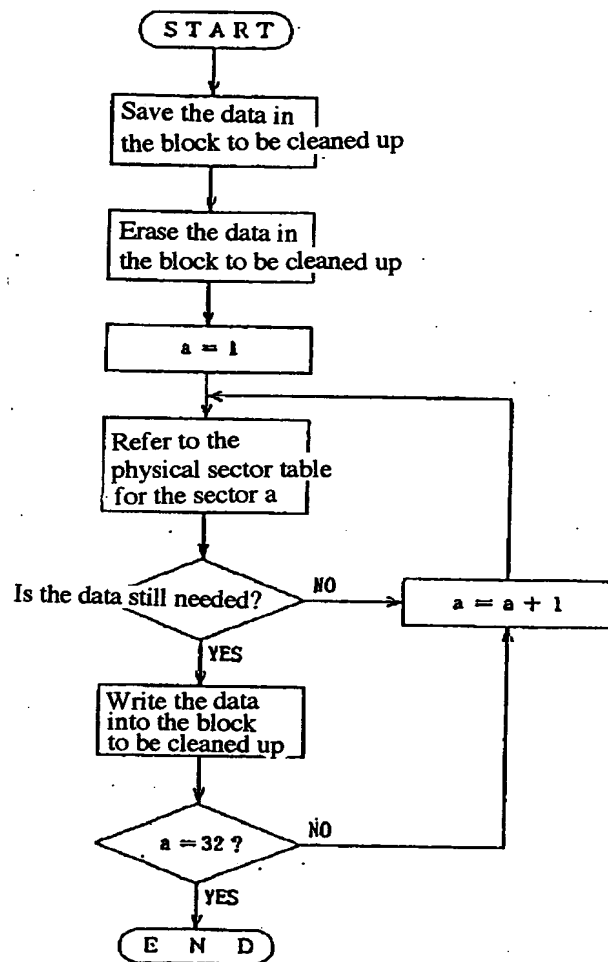 START
Save the data in
the block to be cleaned up
Erase the data in
the block to be cleaned up
a = 1
Refer to the
physical sector table
for the sector a
Is the data still needed?
NO
a = a + 1
YES
Write the data
into the block
to be cleaned up
a = 32 ?
NO
YES
END